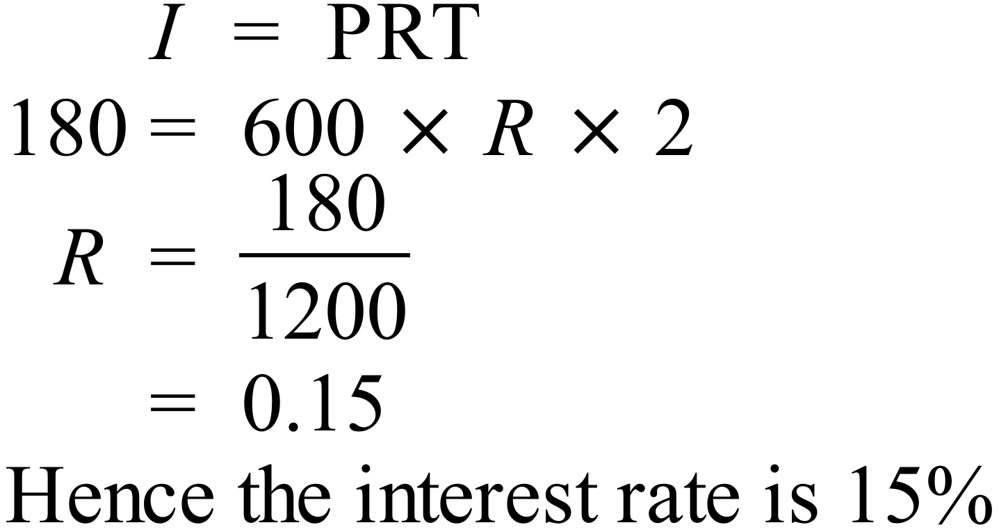 I = PRT
180 = 600 × R × 2
R = 180/1200
= 0.15
Hence the interest rate is 15%